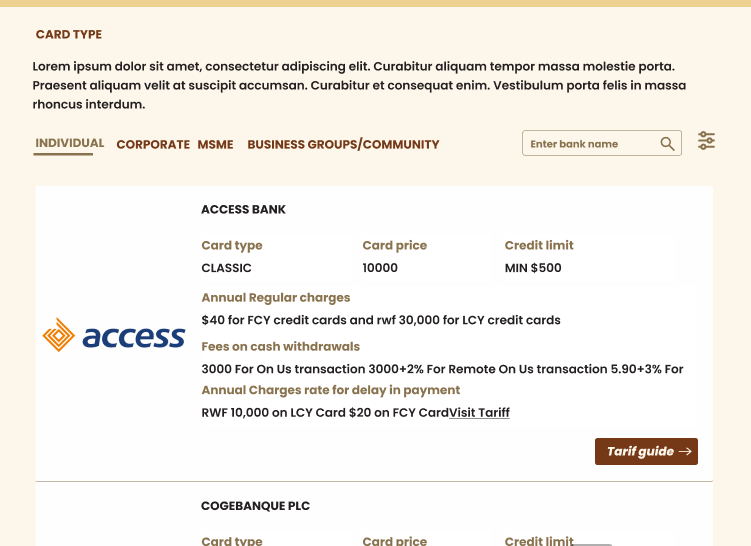 CARD TYPE
Lorem ipsum dolor sit amet, consectetur adipiscing elit. Curabitur aliquam tempor massa molestie porta.
Praesent aliquam velit at suscipit accumsan. Curabitur et consequat enim. Vestibulum porta felis in massa
rhoncus interdum.
INDIVIDUAL CORPORATE MSME BUSINESS GROUPS/COMMUNITY Enter bank name
ACCESS BANK
Card type Card price Credit limit
CLASSIC 10000 MIN $500
Annual Regular charges
$40 for FCY credit cards and rwf 30,000 for LCY credit cards
access
Fees on cash withdrawals
3000 For On Us transaction 3000+2% For Remote On Us transaction 5.90+3% For
Annual Charges rate for delay in payment
RWF 10,000 on LCY Card $20 on FCY CardVisit Tariff
Tarif guide →
COGEBANQUE PLC
Card type Card price Credit limit